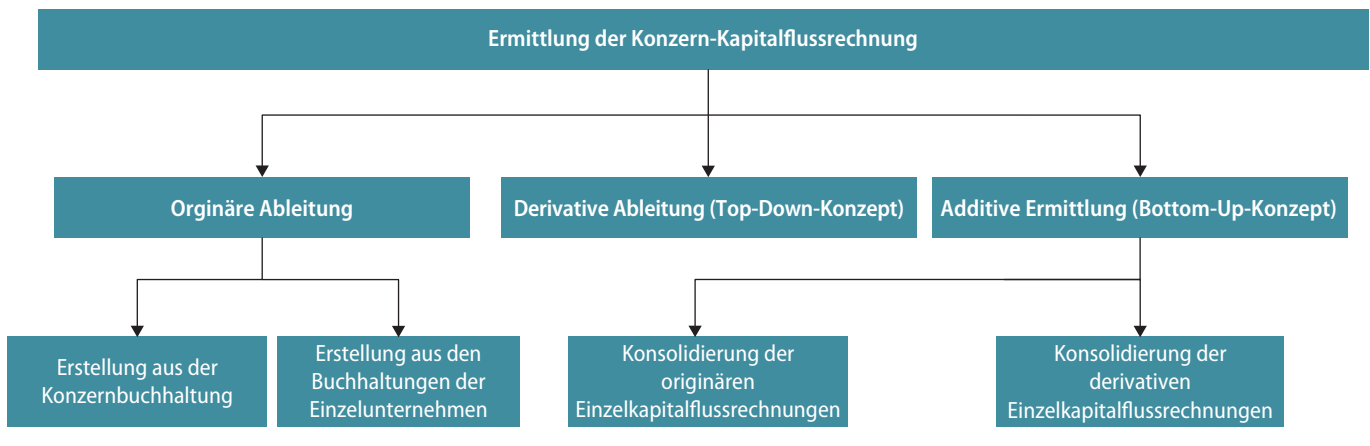 Ermittlung der Konzern-Kapitalflussrechnung
Orginäre Ableitung
Derivative Ableitung (Top-Down-Konzept)
Additive Ermittlung (Bottom-Up-Konzept)
Erstellung aus der
Konzernbuchhaltung
Erstellung aus den
Buchhaltungen der
Einzelunternehmen
Konsolidierung der
originären
Einzelkapitalflussrechnungen
Konsolidierung der
derivativen
Einzelkapitalflussrechnungen